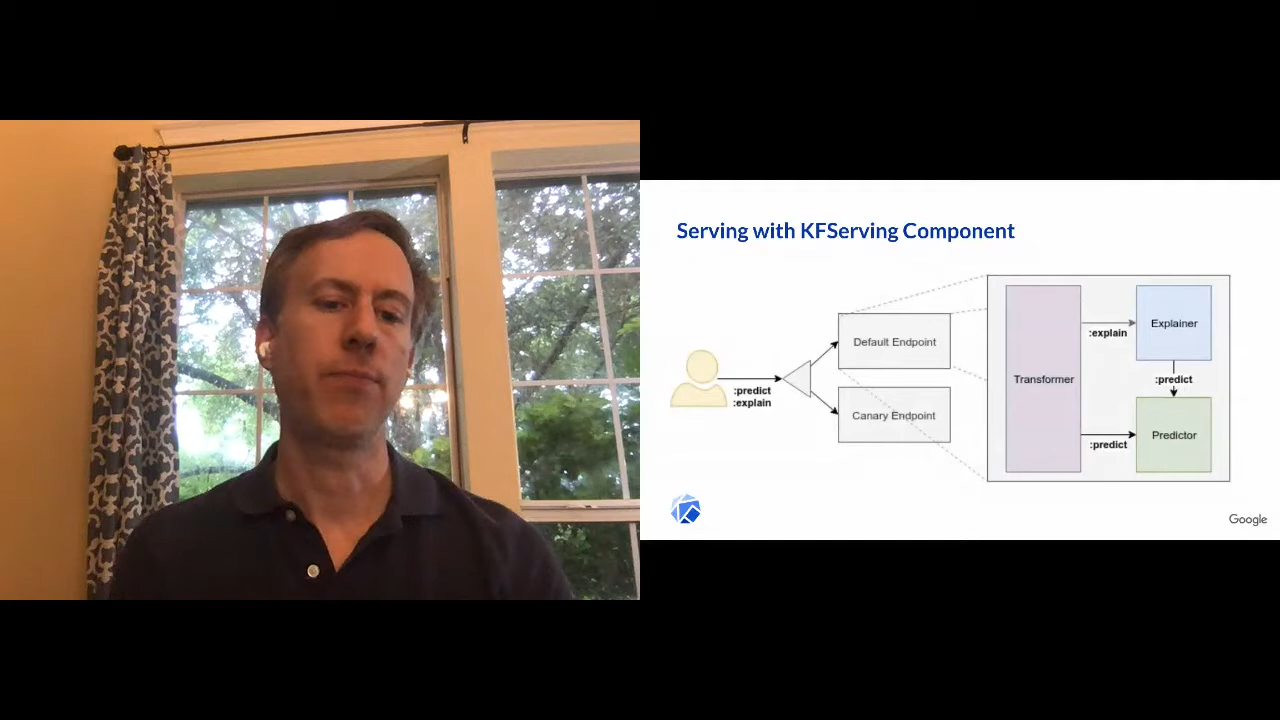 Serving with KFServing Component
:predict
:explain
Default Endpoint
Canary Endpoint
Transformer
:explain
Explainer
:predict
:predict
Predictor
Google